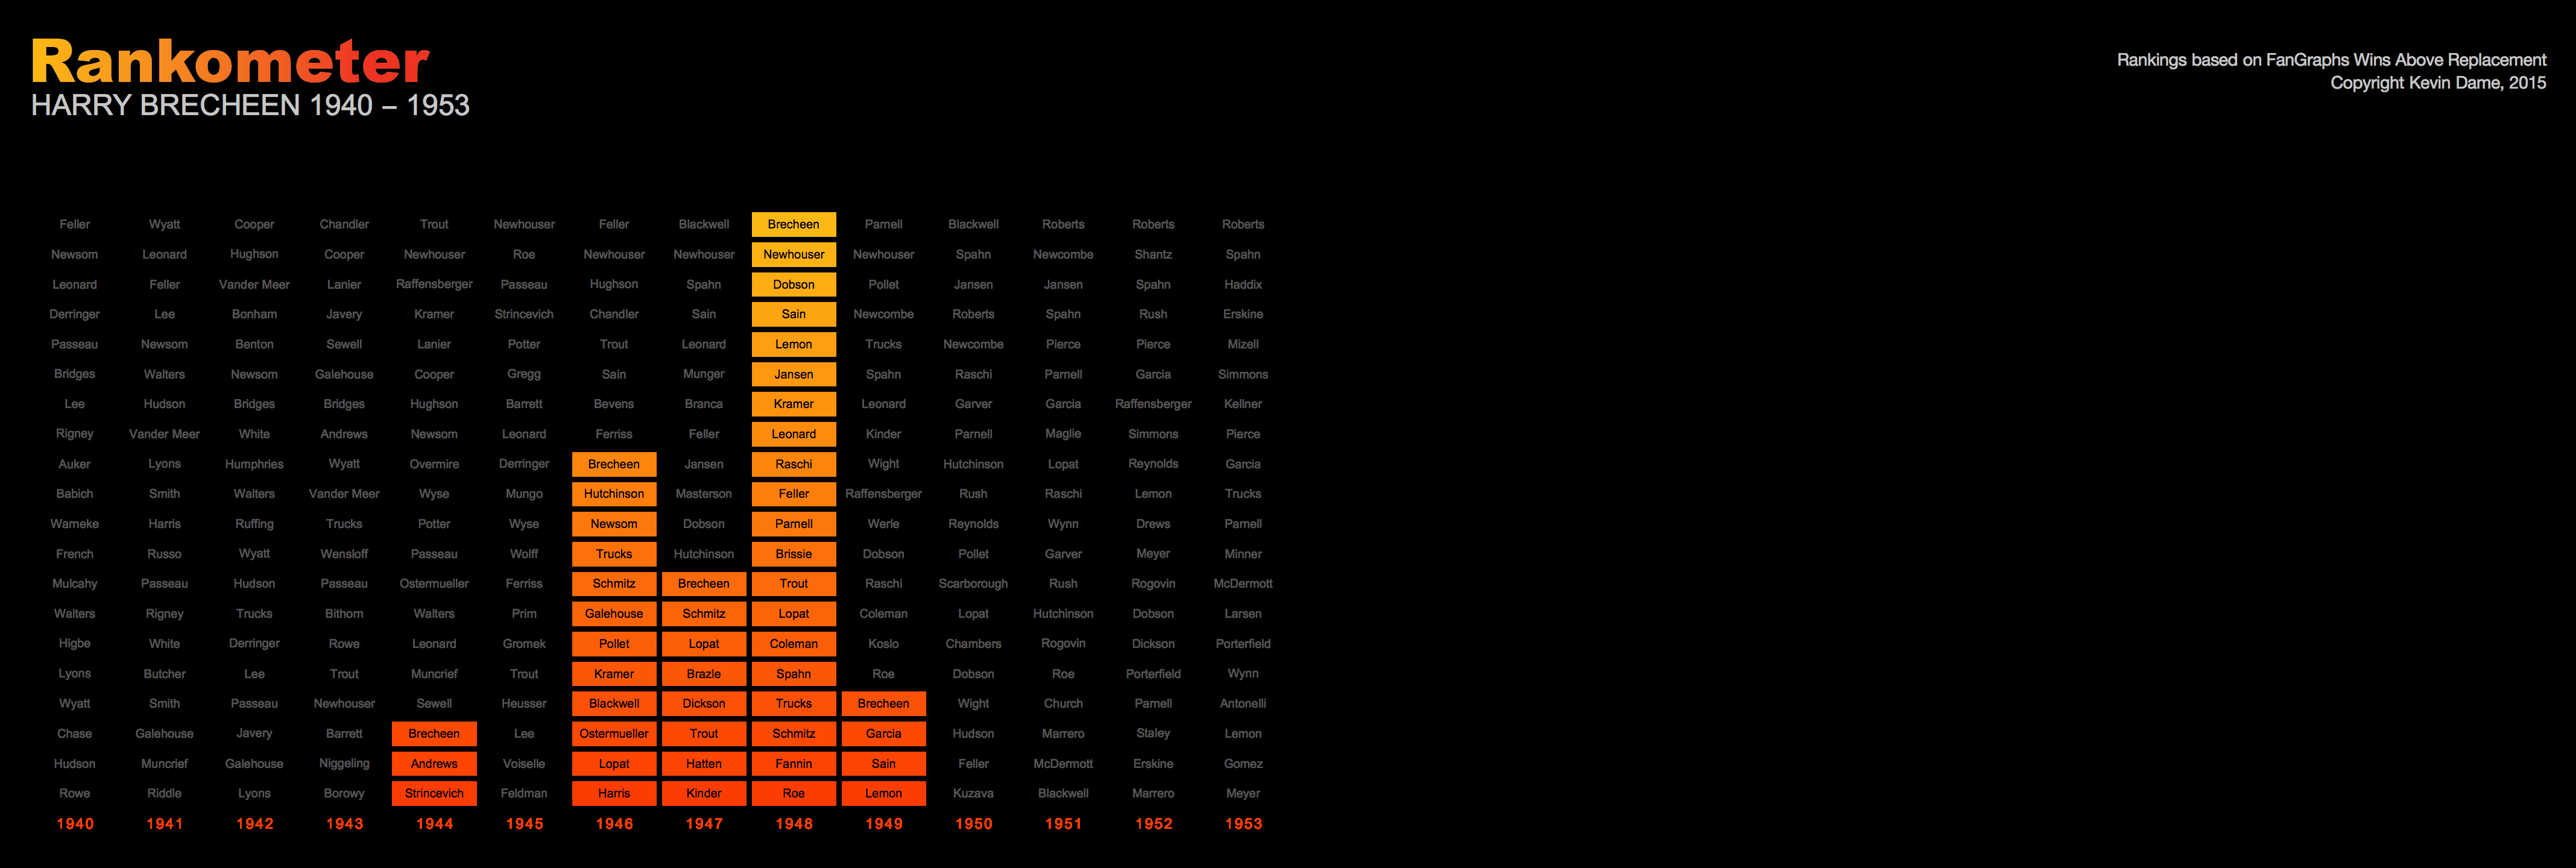 Rankometer
HARRY BRECHEEN 1940 – 1953
Rankings based on FanGraphs Wins Above Replacement
Copyright Kevin Dame, 2015
Feller Wyatt Cooper Chandler Trout Newhouser Feller Blackwell Brecheen Parnell Blackwell Roberts Roberts Roberts
Newsom Leonard Hughson Cooper Newhouser Roe Newhouser Newhouser Newhouser Newhouser Spahn Newcombe Shantz Spahn
Leonard Feller Vander Meer Lanier Raffensberger Passeau Hughson Spahn Dobson Pollet Jansen Jansen Spahn Haddix
Derringer Lee Bonham Javery Kramer Strincevich Chandler Sain Sain Newcombe Roberts Spahn Rush Erskine
Passeau Newsom Benton Sewell Lanier Potter Trout Leonard Lemon Trucks Newcombe Pierce Pierce Mizell
Bridges Walters Newsom Galehouse Cooper Gregg Sain Munger Jansen Spahn Raschi Parnell Garcia Simmons
Lee Hudson Bridges Bridges Hughson Barrett Bevens Branca Kramer Leonard Garver Garcia Raffensberger Kellner
Rigney Vander Meer White Andrews Newsom Leonard Ferriss Feller Leonard Kinder Parnell Maglie Simmons Pierce
Auker Lyons Humphries Wyatt Overmire Derringer Brecheen Jansen Raschi Wight Hutchinson Lopat Reynolds Garcia
Babich Smith Walters Vander Meer Wyse Mungo Hutchinson Masterson Feller Raffensberger Rush Raschi Lemon Trucks
Warneke Harris Ruffing Trucks Potter Wyse Newsom Dobson Parnell Werle Reynolds Wynn Drews Parnell
French Russo Wyatt Wensloff Passeau Wolff Trucks Hutchinson Brissie Dobson Pollet Garver Meyer Minner
Mulcahy Passeau Hudson Passeau Ostermueller Ferriss Schmitz Brecheen Trout Raschi Scarborough Rush Rogovin McDermott
Walters Rigney Trucks Bithorn Walters Prim Galehouse Schmitz Lopat Coleman Lopat Hutchinson Dobson Larsen
Higbe White Derringer Rowe Leonard Gromek Pollet Lopat Coleman Koslo Chambers Rogovin Dickson Porterfield
Lyons Butcher Lee Trout Muncrief Trout Kramer Brazle Spahn Roe Dobson Roe Porterfield Wynn
Wyatt Smith Passeau Newhouser Sewell Heusser Blackwell Dickson Trucks Brecheen Wight Church Parnell Antonelli
Chase Galehouse Javery Barrett Brecheen Lee Ostermueller Trout Schmitz Garcia Hudson Marrero Staley Lemon
Hudson Muncrief Galehouse Niggeling Andrews Voiselle Lopat Hatten Fannin Sain Feller McDermott Erskine Gomez
Rowe Riddle Lyons Borowy Strincevich Feldman Harris Kinder Roe Lemon Kuzava Blackwell Marrero Meyer
1940 1941 1942 1943 1944 1945 1946 1947 1948 1949 1950 1951 1952 1953